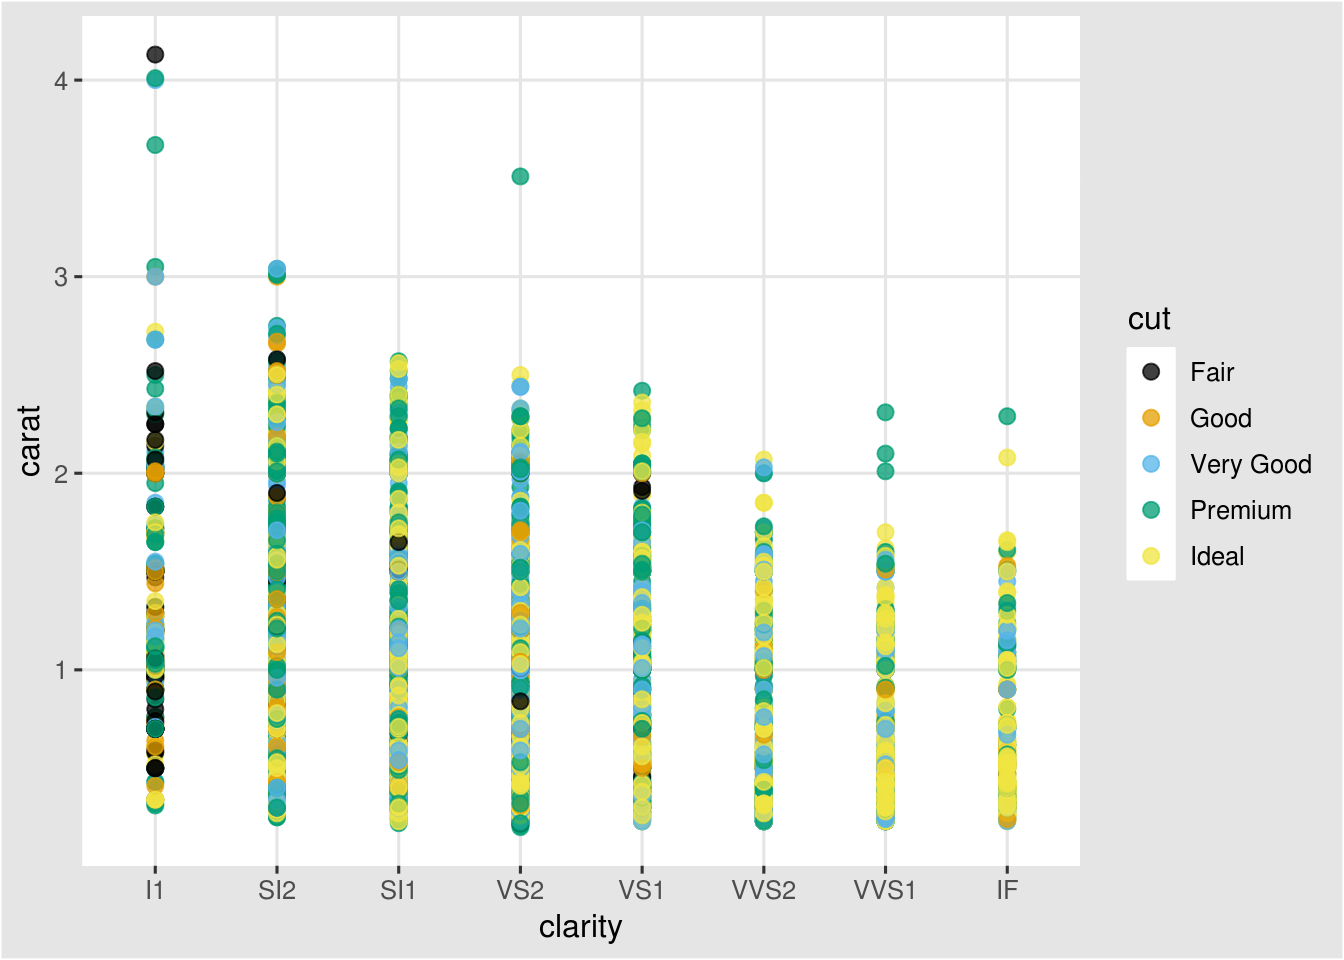 4
3
2
1
carat
I1 SI2 SI1 VS2 VS1 VVS2 VVS1 IF
clarity
cut
Fair
Good
Very Good
Premium
Ideal